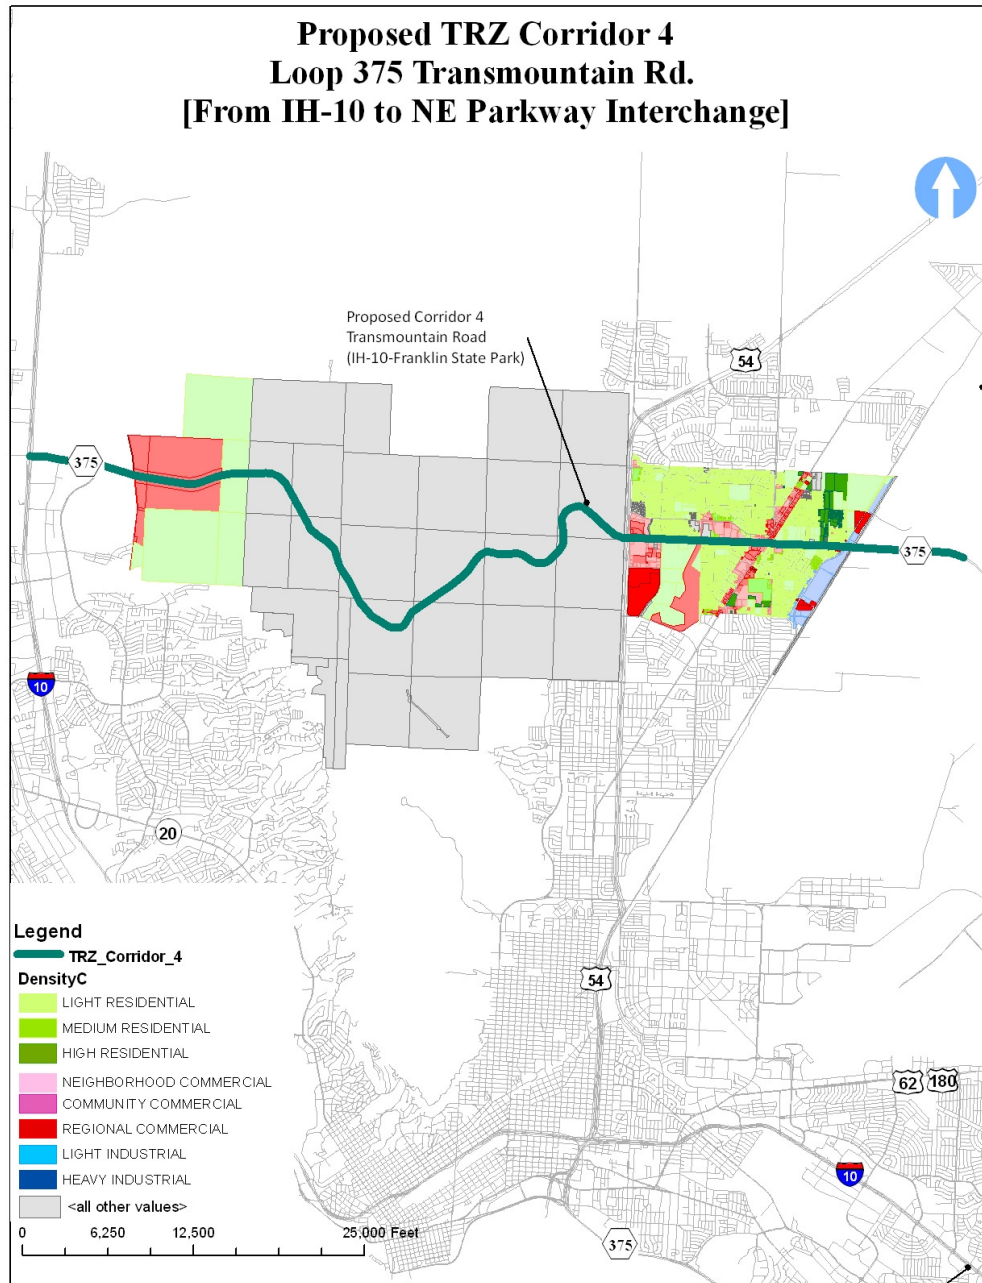 Proposed TRZ Corridor 4
Loop 375 Transmountain Rd.
[From IH-10 to NE Parkway Interchange]
Proposed Corridor 4
Transmountain Road
(IH-10-Franklin State Park)
54
375
375
10
20
54
62 180
10
375
Legend
TRZ_Corridor_4
DensityC
LIGHT RESIDENTIAL
MEDIUM RESIDENTIAL
HIGH RESIDENTIAL
NEIGHBORHOOD COMMERCIAL
COMMUNITY COMMERCIAL
REGIONAL COMMERCIAL
LIGHT INDUSTRIAL
HEAVY INDUSTRIAL
<all other values>
0 6,250 12,500 25,000 Feet